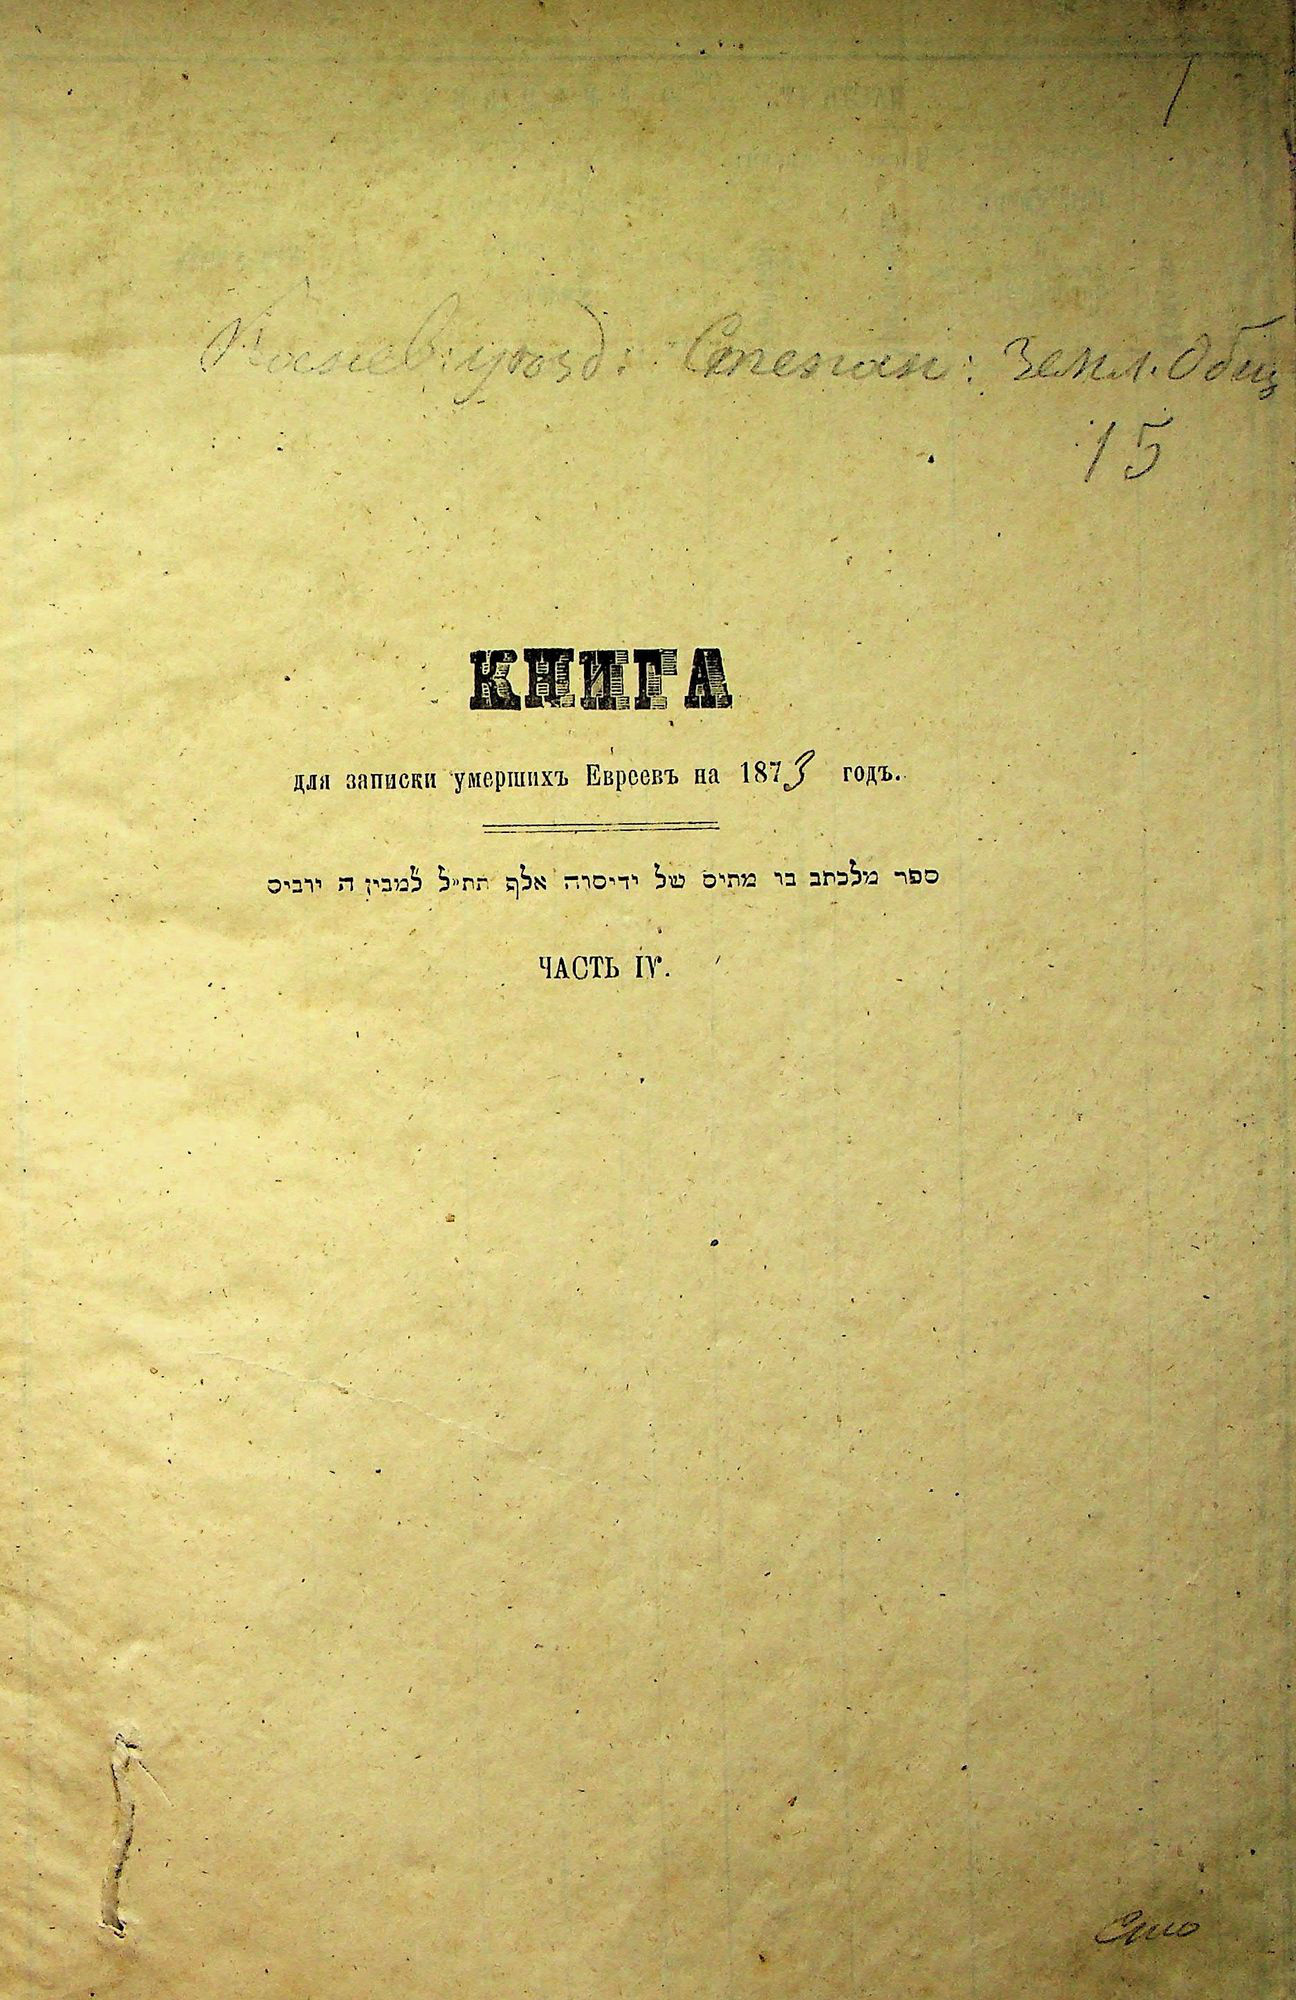 1
Канев: уѣзд: Степан: Земл. Общ
15
КНИГА
для записки умершихъ Евреевъ на 1873 годъ.
ספר מלכתב בו מתים של ידיסוה אלף תת״ל למבין ה יוביס
ЧАСТЬ IV.